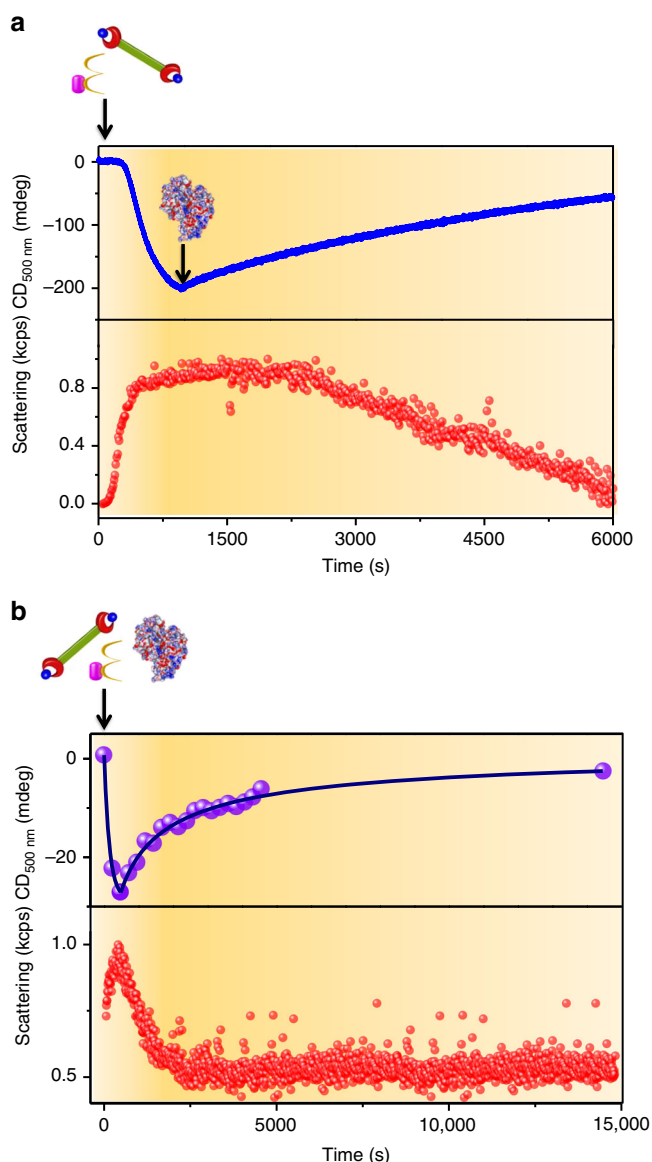 a
0
−100
−200
CD500 nm (mdeg)
0.8
0.4
0.0
Scattering (kcps)
0 1500 3000 4500 6000
Time (s)
b
0
−20
CD500 nm (mdeg)
1.0
0.5
Scattering (kcps)
0 5000 10,000 15,000
Time (s)